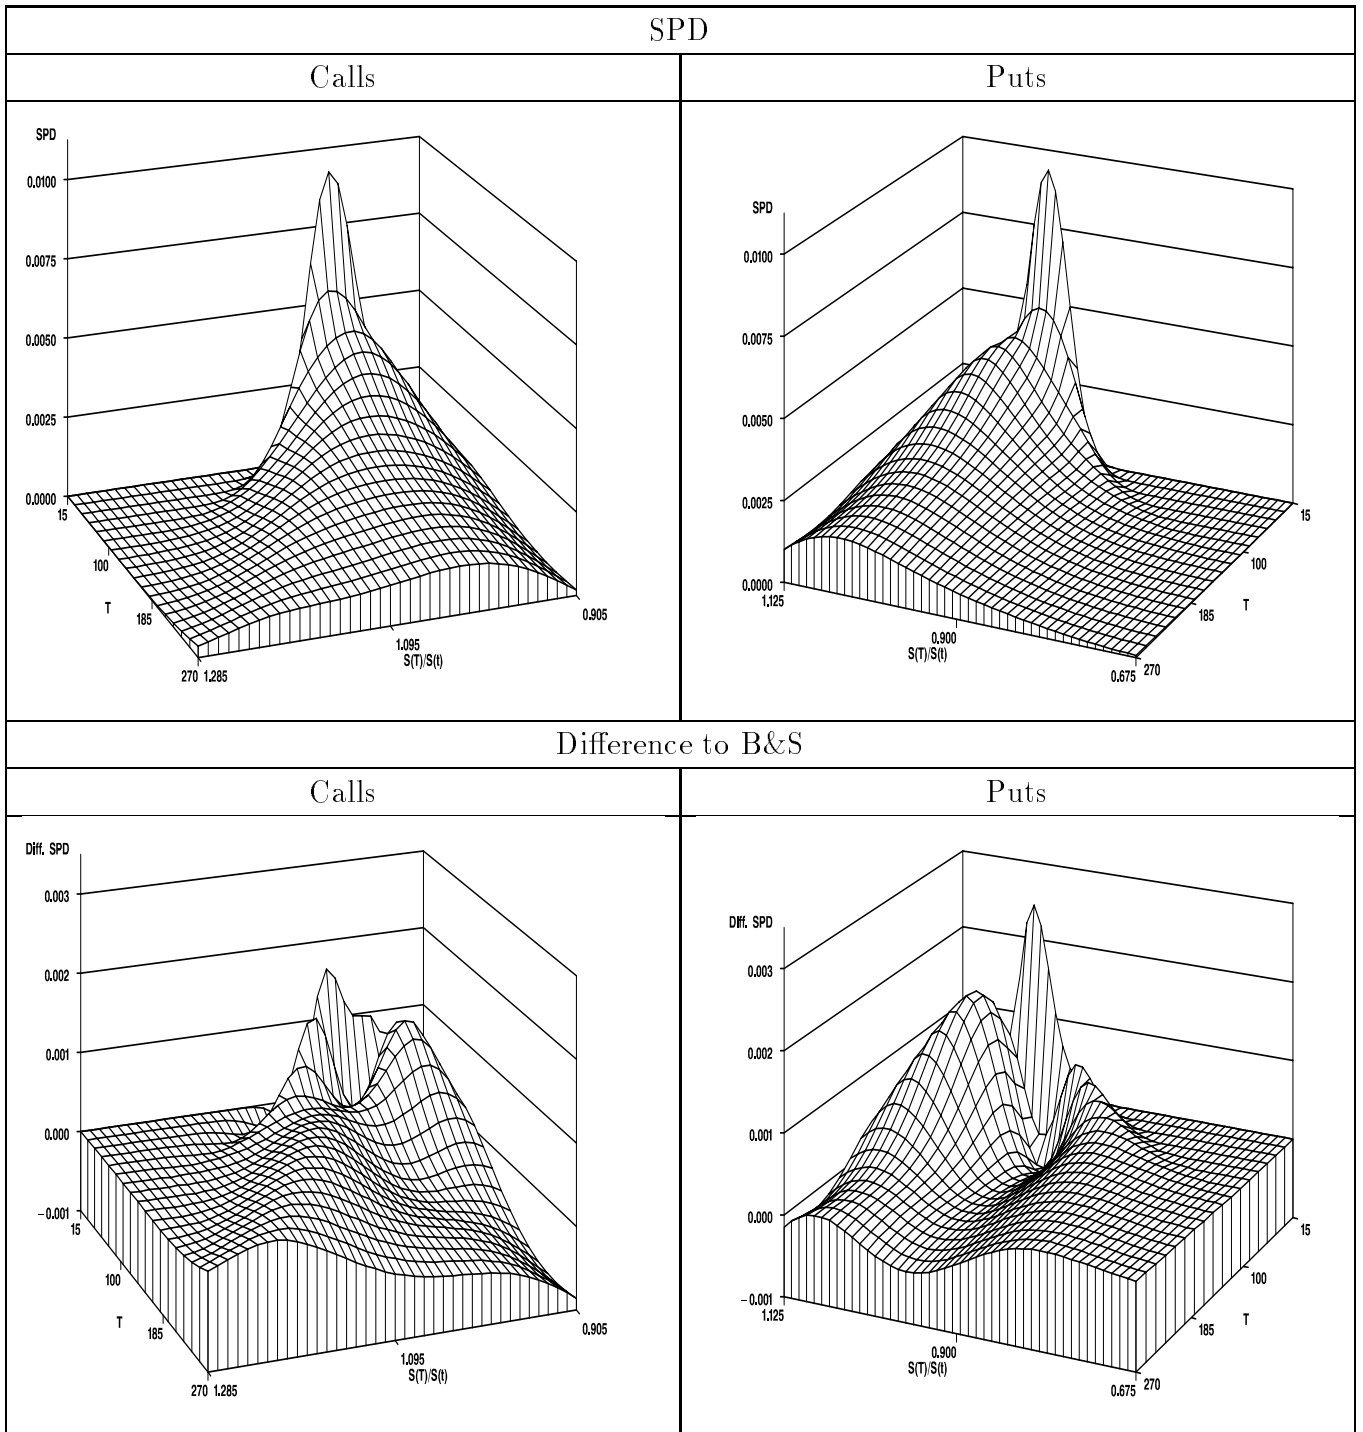 SPD
Calls Puts
SPD
0.0100
0.0075
0.0050
0.0025
0.0000
15
100
T
185
270 1.285
1.095
S(T)/S(t)
0.905
SPD
0.0100
0.0075
0.0050
0.0025
0.0000
1.125
0.900
S(T)/S(t)
0.675 270
185
T
100
15
Difference to B&S
Calls Puts
Diff. SPD
0.003
0.002
0.001
0.000
−0.001
15
100
T
185
270 1.285
1.095
S(T)/S(t)
0.905
Diff. SPD
0.003
0.002
0.001
0.000
−0.001
1.125
0.900
S(T)/S(t)
0.675 270
185
T
100
15